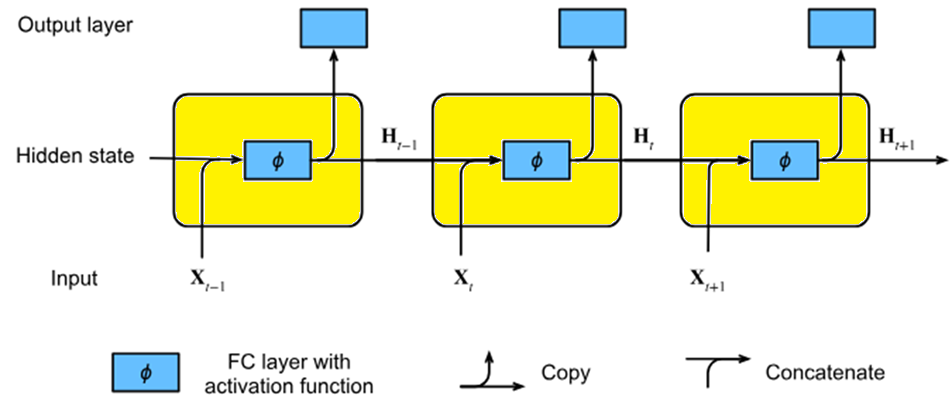 Output layer
Hidden state
ϕ
H_{t−1}
ϕ
H_t
ϕ
H_{t+1}
Input
X_{t−1}
X_t
X_{t+1}
ϕ
FC layer with
activation function
Copy
Concatenate